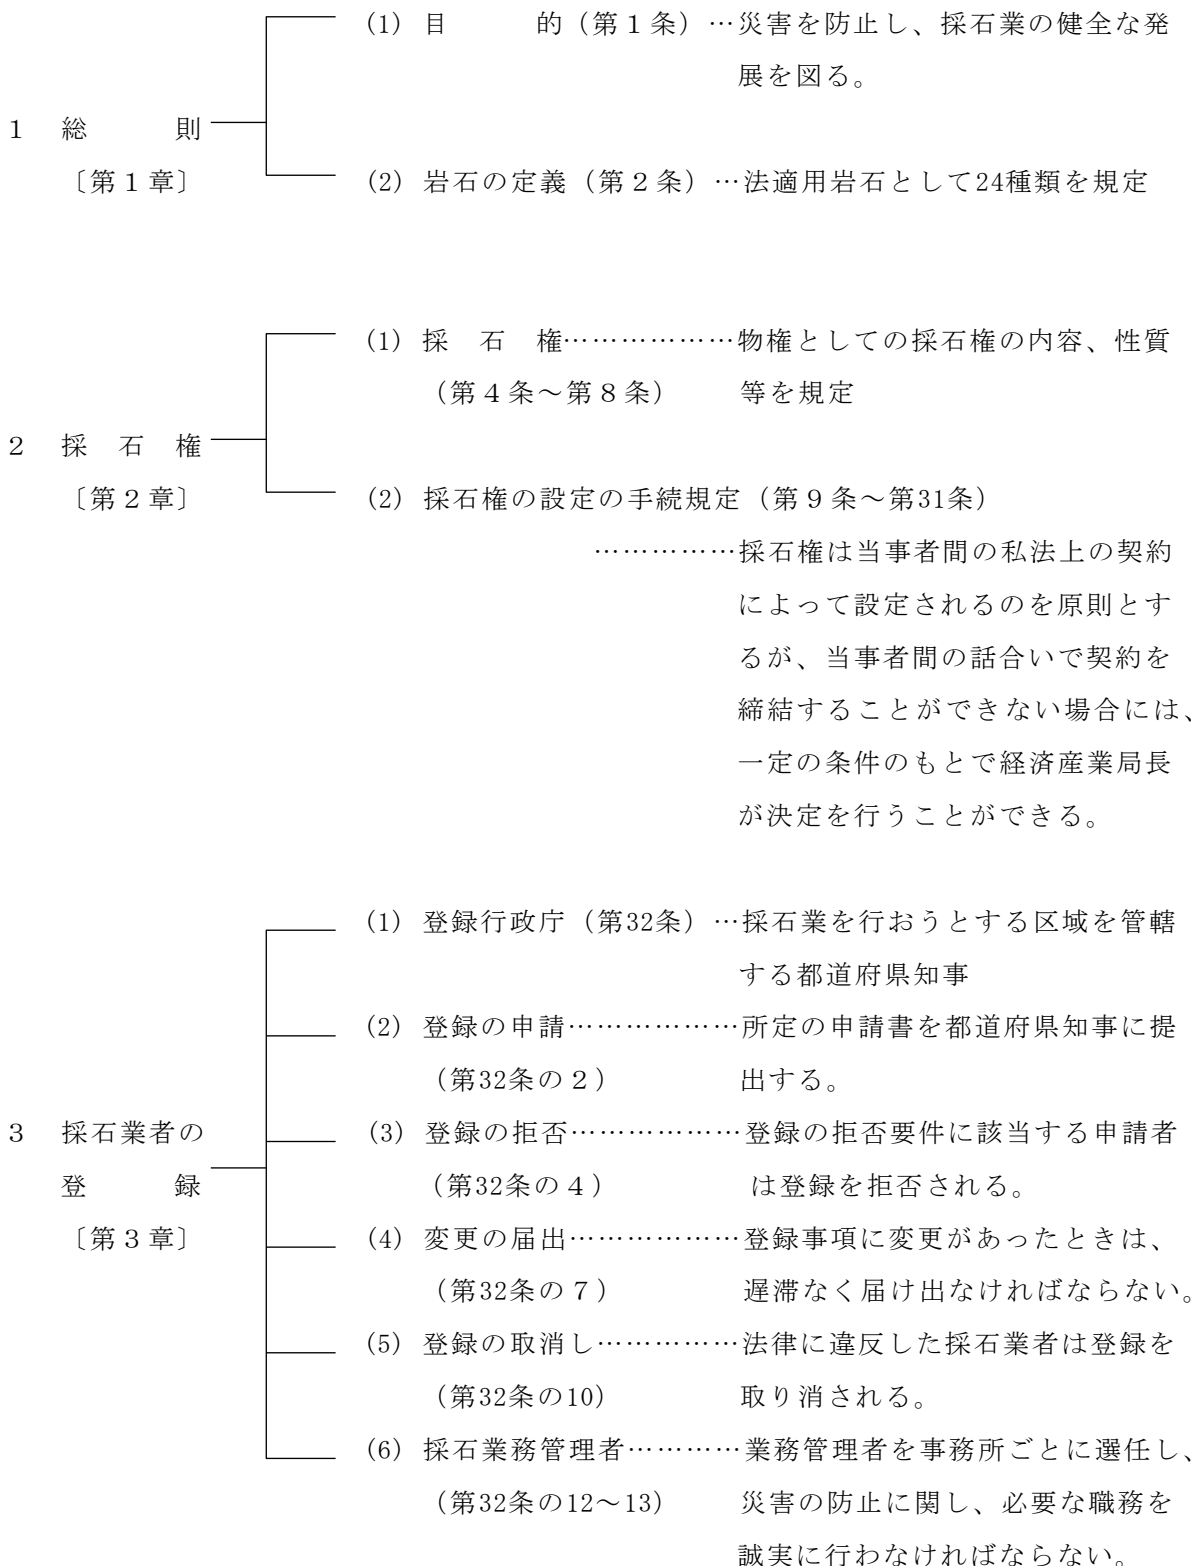 (1) 目　　　的（第１条）…災害を防止し、採石業の健全な発
展を図る。
１　総　　　則
〔第１章〕
(2) 岩石の定義（第２条）…法適用岩石として24種類を規定
(1) 採　石　権………………物権としての採石権の内容、性質
（第４条～第８条）　　等を規定
２　採　石　権
〔第２章〕
(2) 採石権の設定の手続規定（第９条～第31条）
……………採石権は当事者間の私法上の契約
によって設定されるのを原則とす
るが、当事者間の話合いで契約を
締結することができない場合には、
一定の条件のもとで経済産業局長
が決定を行うことができる。
(1) 登録行政庁（第32条）…採石業を行おうとする区域を管轄
する都道府県知事
(2) 登録の申請………………所定の申請書を都道府県知事に提
（第32条の２）　　　出する。
３　採石業者の
登　　　録
〔第３章〕
(3) 登録の拒否………………登録の拒否要件に該当する申請者
（第32条の４）　　　は登録を拒否される。
(4) 変更の届出………………登録事項に変更があったときは、
（第32条の７）　　　遅滞なく届け出なければならない。
(5) 登録の取消し……………法律に違反した採石業者は登録を
（第32条の10）　　　取り消される。
(6) 採石業務管理者…………業務管理者を事務所ごとに選任し、
（第32条の12～13）　　災害の防止に関し、必要な職務を
誠実に行わなければならない。